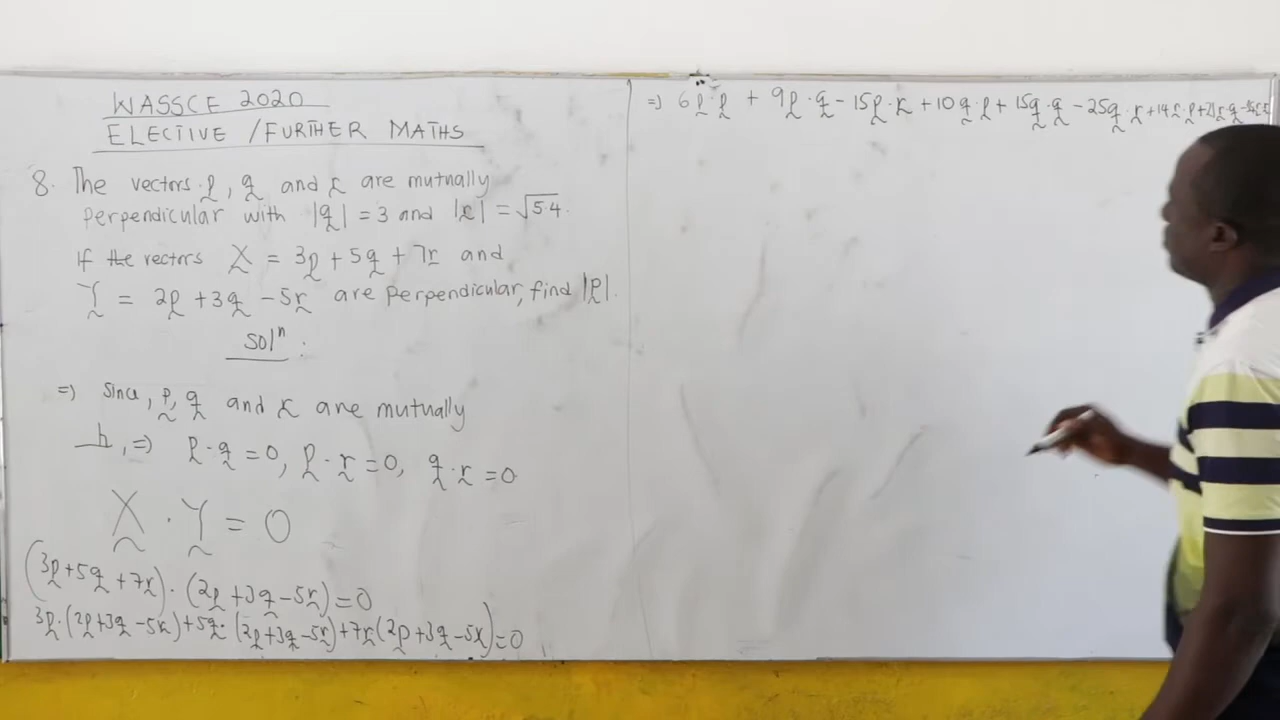 WASSCE 2020
ELECTIVE / FURTHER MATHS
8. The vectors p, q and r are mutually
perpendicular with |q| = 3 and |r| = √5.4.
If the vectors X = 3p + 5q + 7r and
Y = 2p + 3q - 5r are perpendicular, find |p|.
Solⁿ :
=) Since, p, q and r are mutually
h, =) p·q = 0, p·r = 0, q·r = 0
X · Y = 0
(3p + 5q + 7r) · (2p + 3q - 5r) = 0
3p·(2p + 3q - 5r) + 5q·(2p + 3q - 5r) + 7r(2p + 3q - 5r) = 0
=) 6p·p + 9p·q - 15p·r + 10q·p + 15q·q - 25q·r + 14r·p + 21r·q